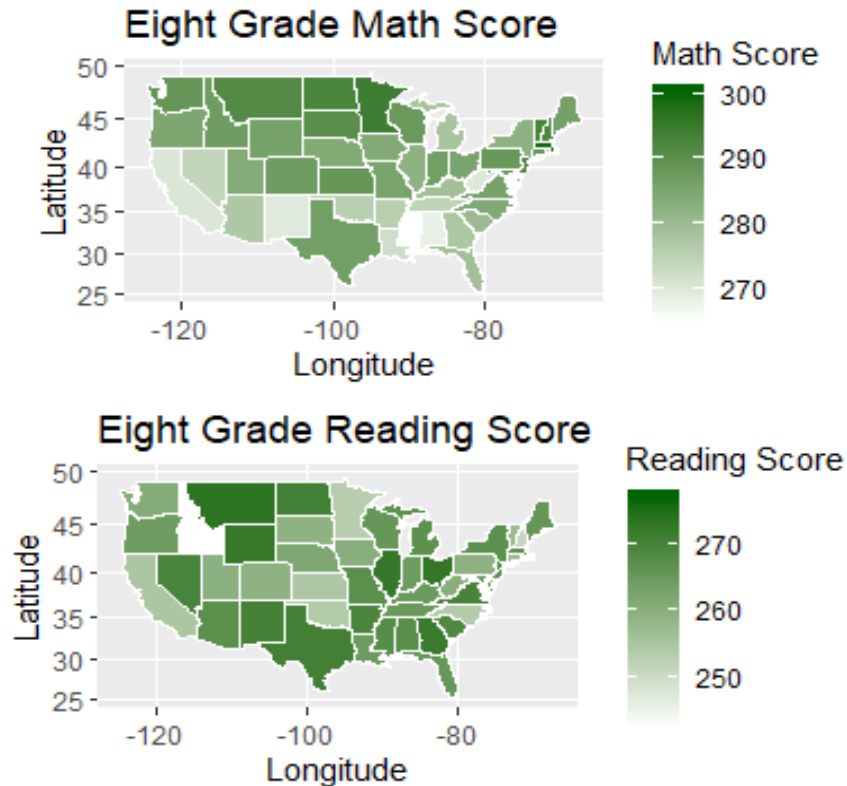 Eight Grade Math Score
Math Score
50
45
40
35
30
25
Latitude
-120 -100 -80
Longitude
300
290
280
270
Eight Grade Reading Score
Reading Score
50
45
40
35
30
25
Latitude
-120 -100 -80
Longitude
270
260
250